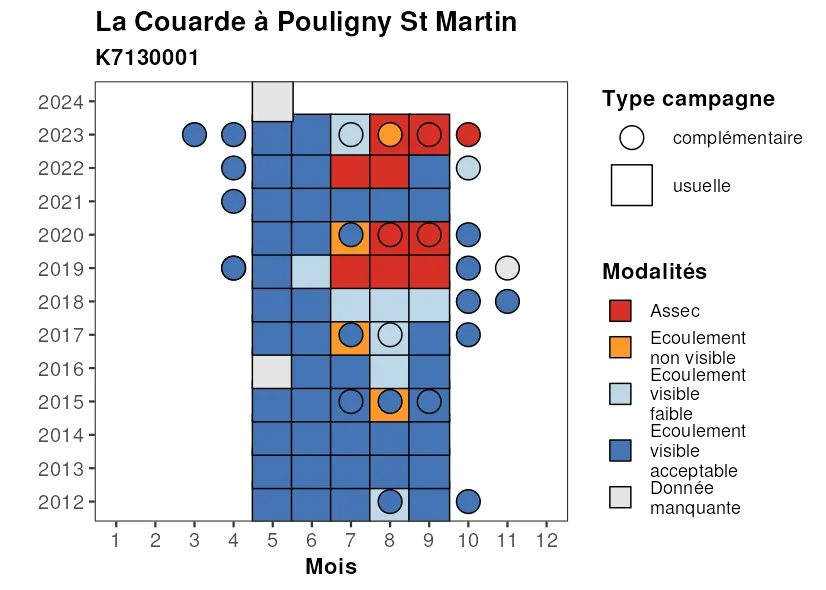 La Couarde à Pouligny St Martin
K7130001
2024
2023
2022
2021
2020
2019
2018
2017
2016
2015
2014
2013
2012
1 2 3 4 5 6 7 8 9 10 11 12
Mois
Type campagne
complémentaire
usuelle
Modalités
Assec
Ecoulement
non visible
Ecoulement
visible
faible
Ecoulement
visible
acceptable
Donnée
manquante